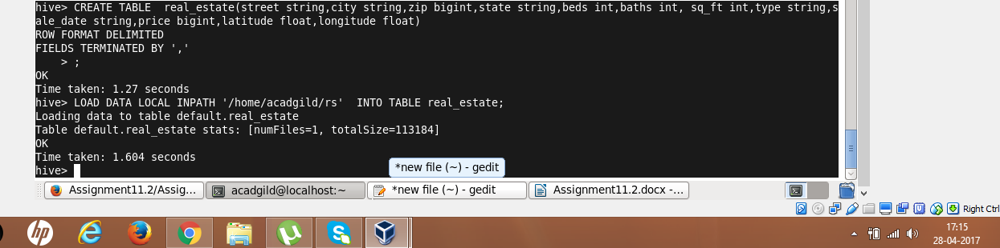 hive> CREATE TABLE  real_estate(street string,city string,zip bigint,state string,beds int,baths int, sq_ft int,type string,s
ale_date string,price bigint,latitude float,longitude float)
ROW FORMAT DELIMITED
FIELDS TERMINATED BY ','
    > ;
OK
Time taken: 1.27 seconds
hive> LOAD DATA LOCAL INPATH '/home/acadgild/rs'  INTO TABLE real_estate;
Loading data to table default.real_estate
Table default.real_estate stats: [numFiles=1, totalSize=113184]
OK
Time taken: 1.604 seconds
hive>
*new file (~) - gedit
Assignment11.2/Assig... acadgild@localhost:~ *new file (~) - gedit Assignment11.2.docx -...
Right Ctrl
hp
17:15
28-04-2017